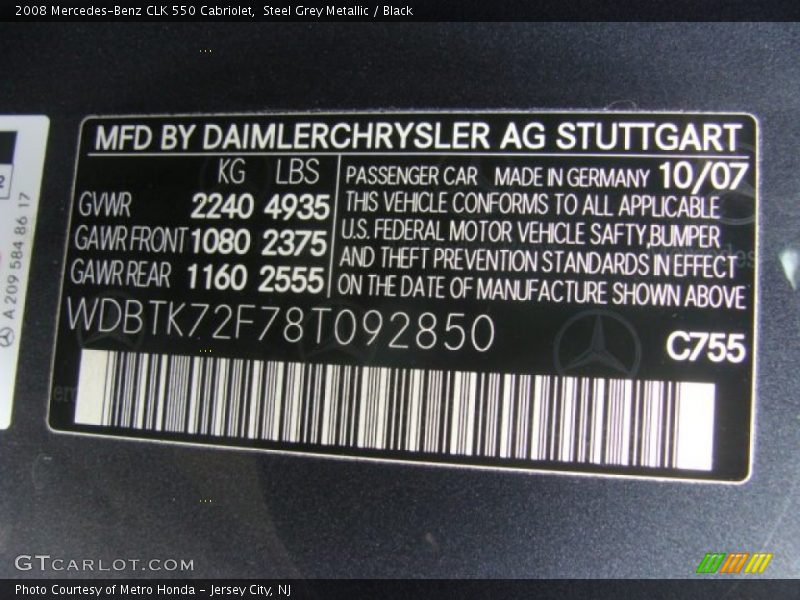 2008 Mercedes-Benz CLK 550 Cabriolet,  Steel Grey Metallic / Black
MFD BY DAIMLERCHRYSLER AG STUTTGART
KG LBS
GVWR 2240 4935
GAWR FRONT 1080 2375
GAWR REAR 1160 2555
PASSENGER CAR MADE IN GERMANY 10/07
THIS VEHICLE CONFORMS TO ALL APPLICABLE
U.S. FEDERAL MOTOR VEHICLE SAFTY,BUMPER
AND THEFT PREVENTION STANDARDS IN EFFECT
ON THE DATE OF MANUFACTURE SHOWN ABOVE
WDBTK72F78T092850
C755
A 209 584 86 17
GTCARLOT.COM
Photo Courtesy of Metro Honda - Jersey City, NJ